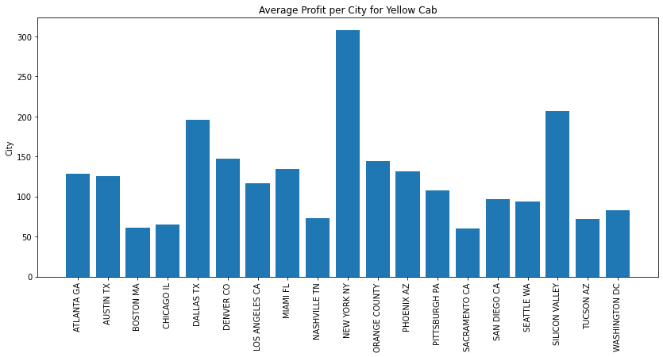 Average Profit per City for Yellow Cab
City
300
250
200
150
100
50
0
ATLANTA GA
AUSTIN TX
BOSTON MA
CHICAGO IL
DALLAS TX
DENVER CO
LOS ANGELES CA
MIAMI FL
NASHVILLE TN
NEW YORK NY
ORANGE COUNTY
PHOENIX AZ
PITTSBURGH PA
SACRAMENTO CA
SAN DIEGO CA
SEATTLE WA
SILICON VALLEY
TUCSON AZ
WASHINGTON DC